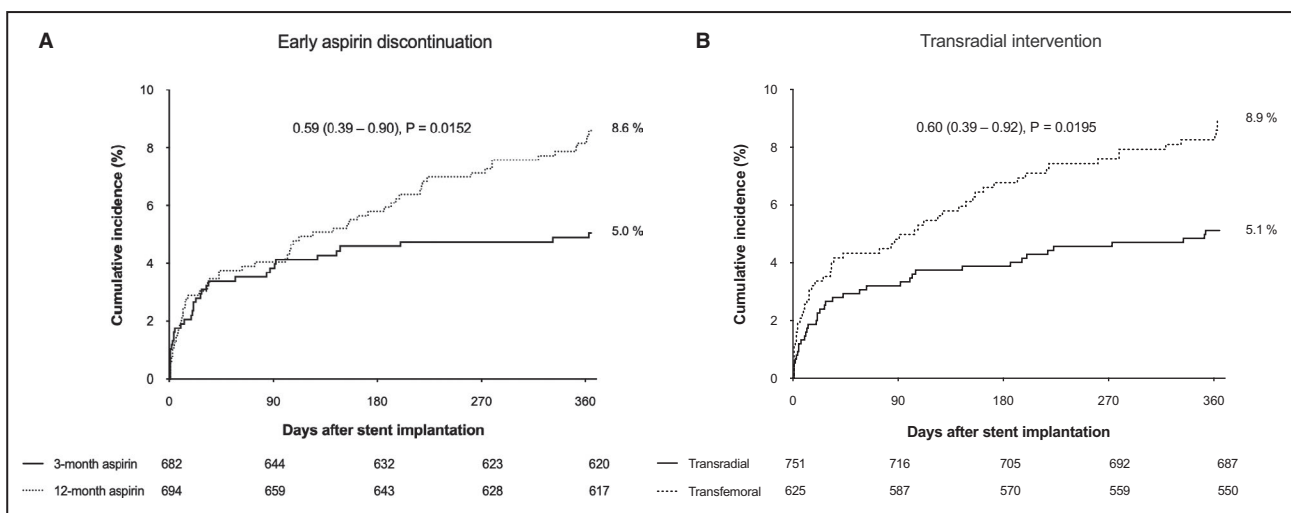 A
Early aspirin discontinuation
10
8
6
4
2
0
Cumulative incidence (%)
0.59 (0.39 – 0.90), P = 0.0152
8.6 %
5.0 %
0 90 180 270 360
Days after stent implantation
3-month aspirin 682 644 632 623 620
12-month aspirin 694 659 643 628 617
B
Transradial intervention
10
8
6
4
2
0
Cumulative incidence (%)
0.60 (0.39 – 0.92), P = 0.0195
8.9 %
5.1 %
0 90 180 270 360
Days after stent implantation
Transradial 751 716 705 692 687
Transfemoral 625 587 570 559 550